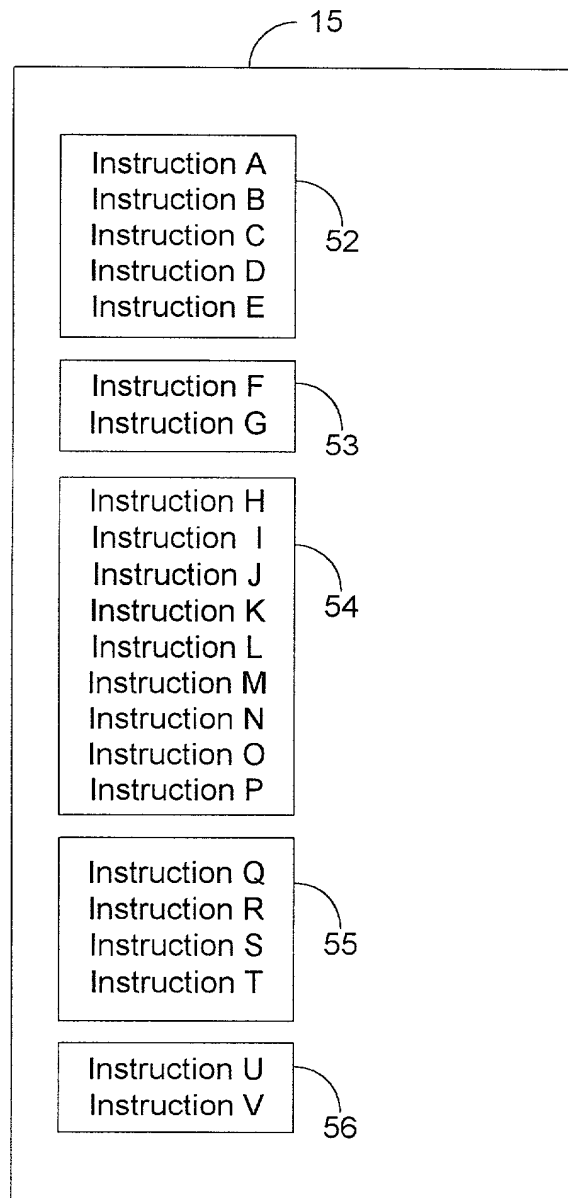 15
Instruction A
Instruction B
Instruction C
Instruction D
Instruction E
52
Instruction F
Instruction G
53
Instruction H
Instruction I
Instruction J
Instruction K
Instruction L
Instruction M
Instruction N
Instruction O
Instruction P
54
Instruction Q
Instruction R
Instruction S
Instruction T
55
Instruction U
Instruction V
56